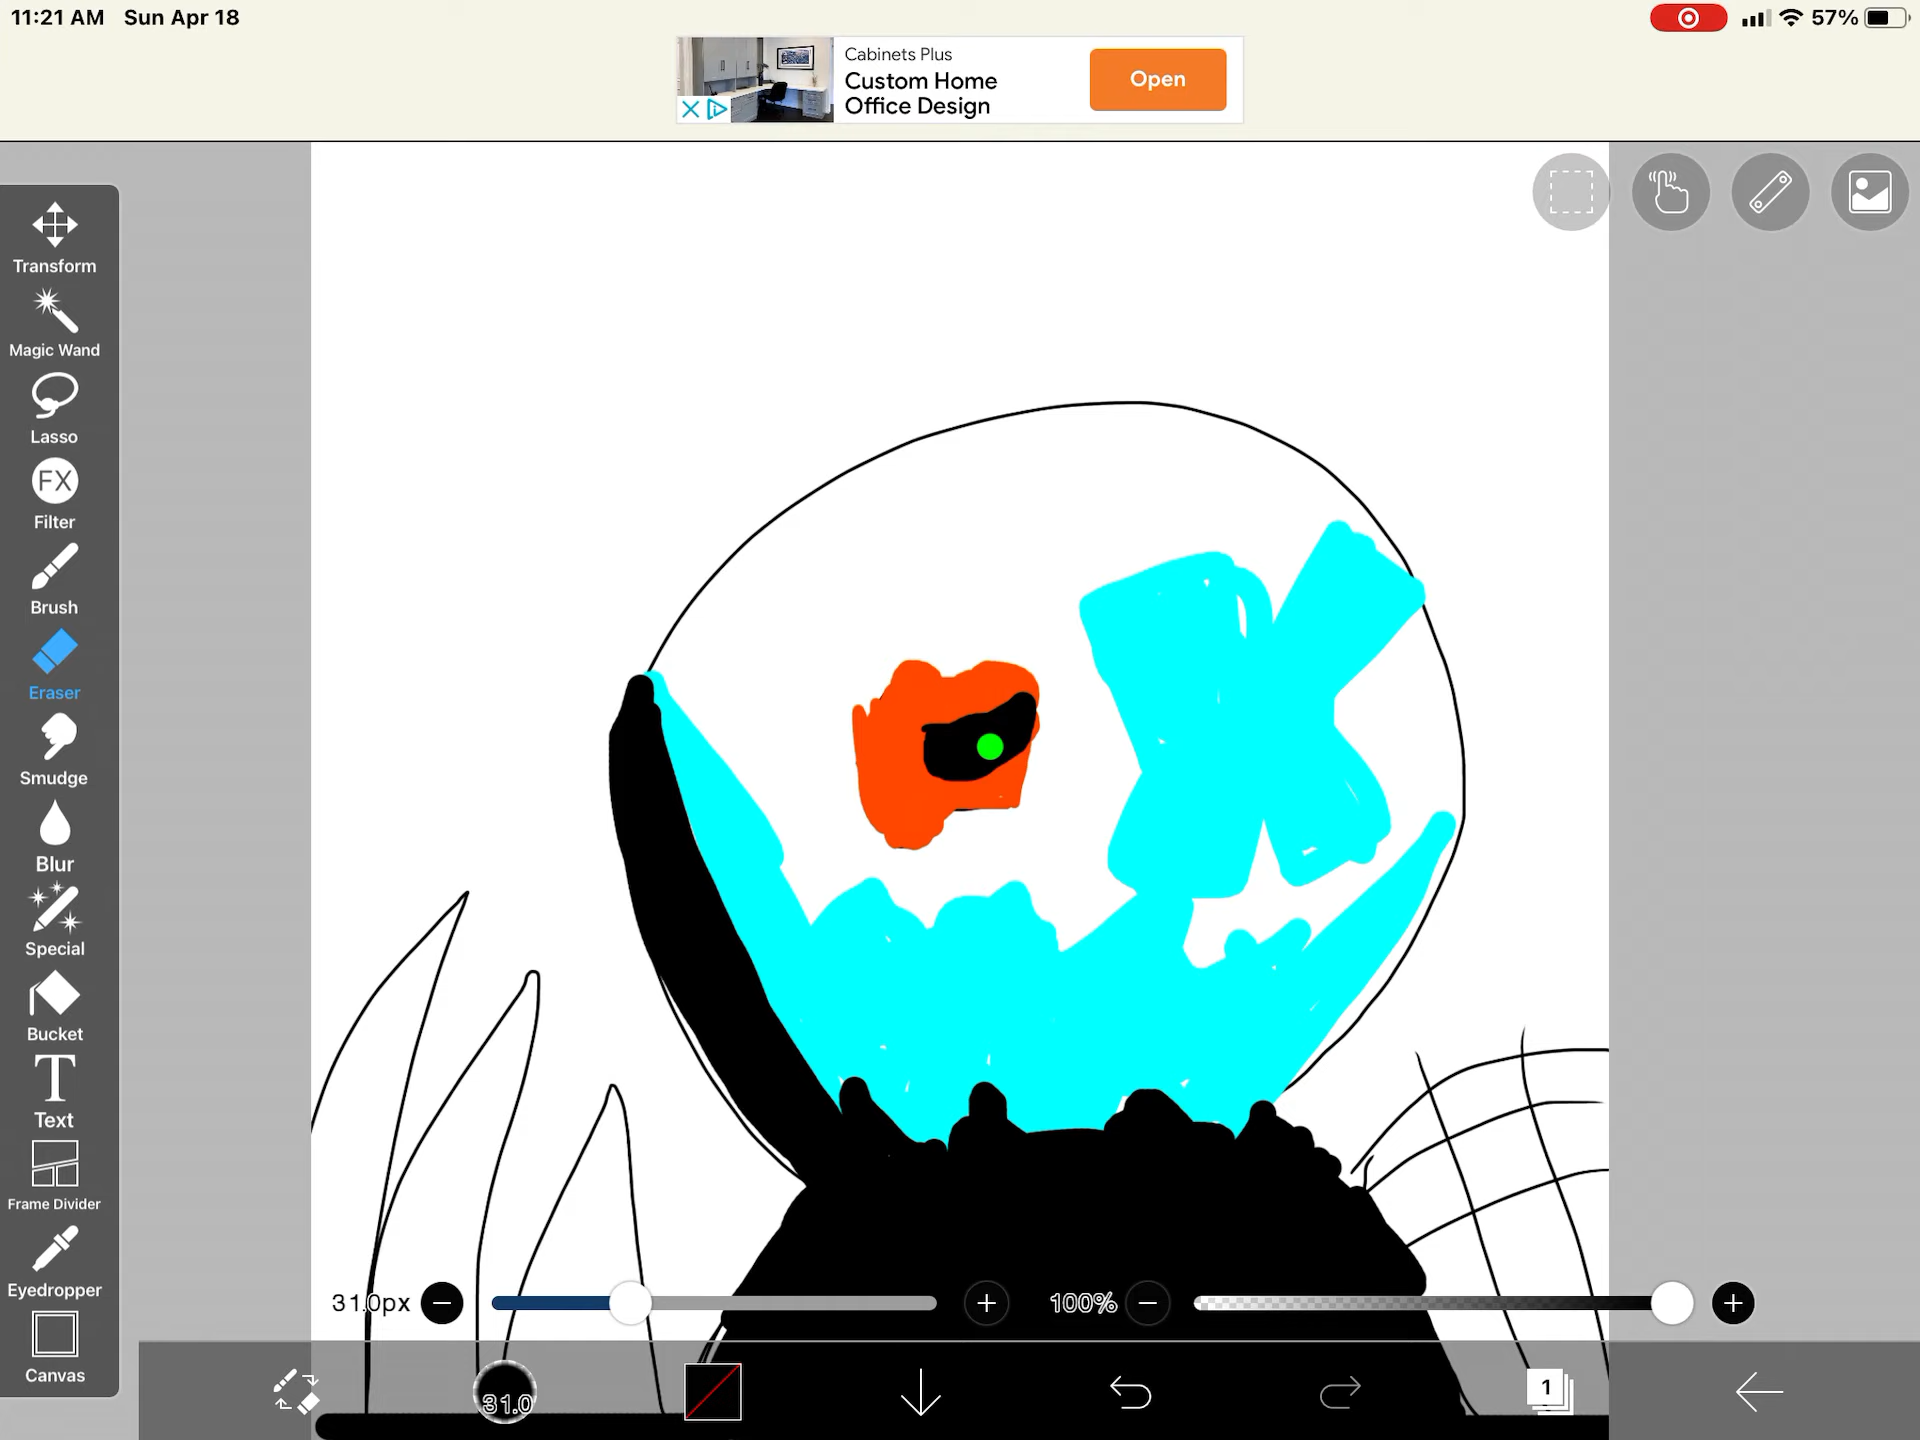 11:21 AM Sun Apr 18
57%
Cabinets Plus
Custom Home
Office Design
Open
Transform
Magic Wand
Lasso
FX
Filter
Brush
Eraser
Smudge
Blur
Special
Bucket
T
Text
Frame Divider
Eyedropper
Canvas
31.0px
100%
31.0
1